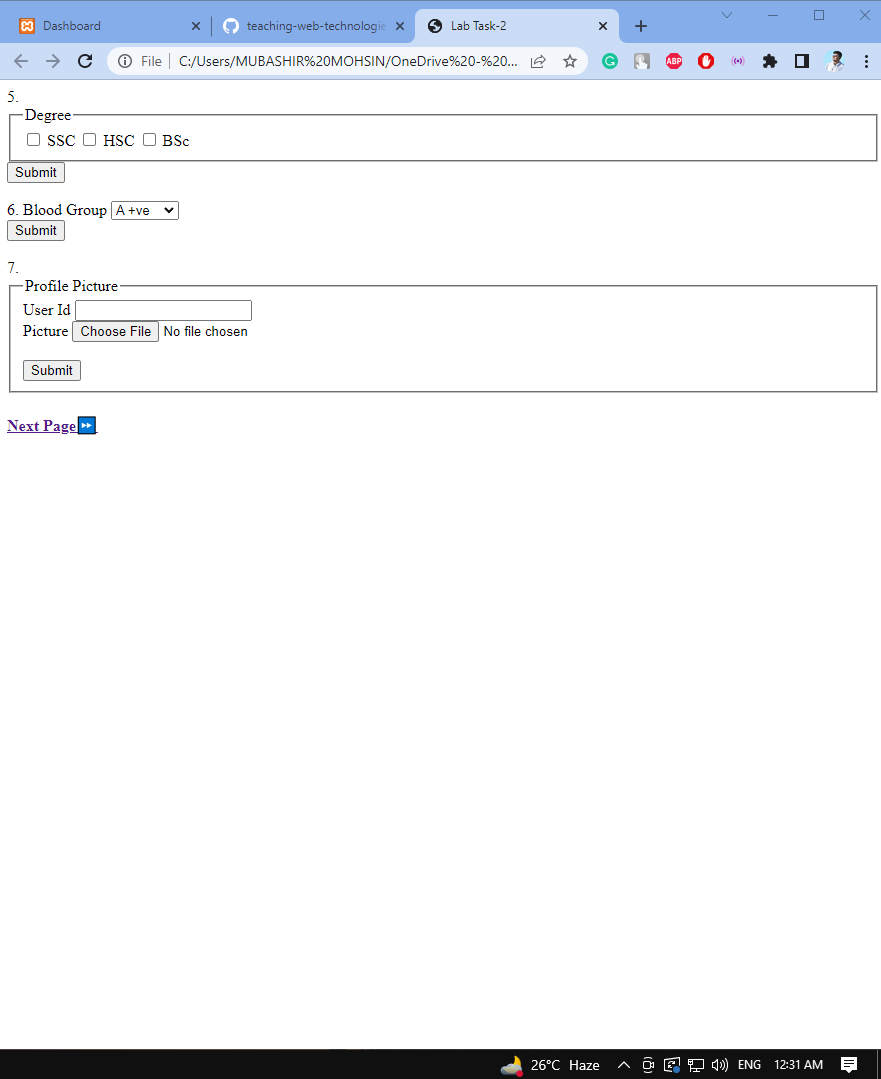 Dashboard
teaching-web-technologie
Lab Task-2
File
C:/Users/MUBASHIR%20MOHSIN/OneDrive%20-%20...
ABP
5.
Degree
SSC HSC BSc
Submit
6. Blood Group A +ve
Submit
7.
Profile Picture
User Id
Picture Choose File No file chosen
Submit
Next Page
26°C Haze ENG 12:31 AM